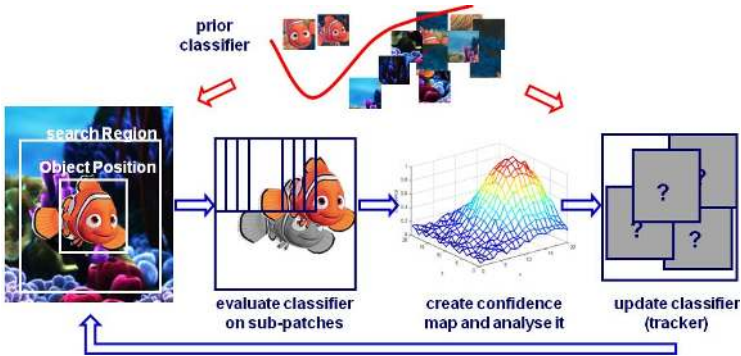 prior
classifier
search Region
Object Position
?
?
?
?
evaluate classifier
on sub-patches
create confidence
map and analyse it
update classifier
(tracker)